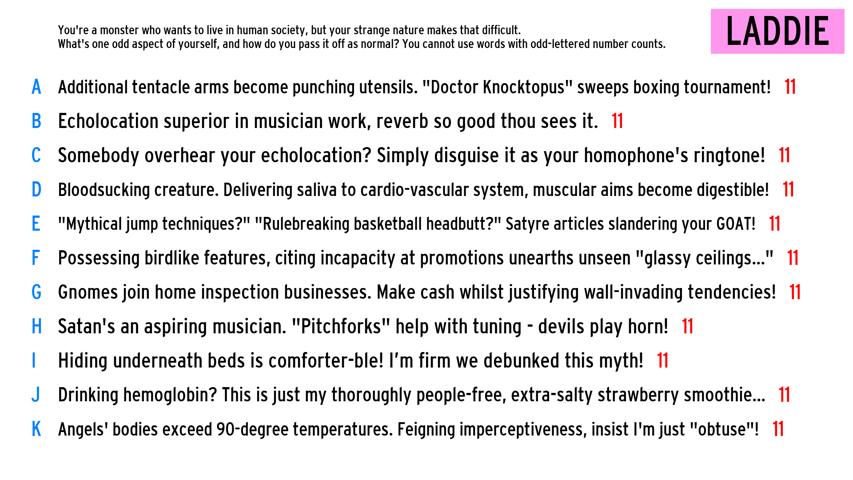 You're a monster who wants to live in human society, but your strange nature makes that difficult.
What's one odd aspect of yourself, and how do you pass it off as normal? You cannot use words with odd-lettered number counts.
LADDIE
A Additional tentacle arms become punching utensils. "Doctor Knocktopus" sweeps boxing tournament! 11
B Echolocation superior in musician work, reverb so good thou sees it. 11
C Somebody overhear your echolocation? Simply disguise it as your homophone's ringtone! 11
D Bloodsucking creature. Delivering saliva to cardio-vascular system, muscular aims become digestible! 11
E "Mythical jump techniques?" "Rulebreaking basketball headbutt?" Satyre articles slandering your GOAT! 11
F Possessing birdlike features, citing incapacity at promotions unearths unseen "glassy ceilings..." 11
G Gnomes join home inspection businesses. Make cash whilst justifying wall-invading tendencies! 11
H Satan's an aspiring musician. "Pitchforks" help with tuning - devils play horn! 11
I Hiding underneath beds is comforter-ble! I'm firm we debunked this myth! 11
J Drinking hemoglobin? This is just my thoroughly people-free, extra-salty strawberry smoothie... 11
K Angels' bodies exceed 90-degree temperatures. Feigning imperceptiveness, insist I'm just "obtuse"! 11